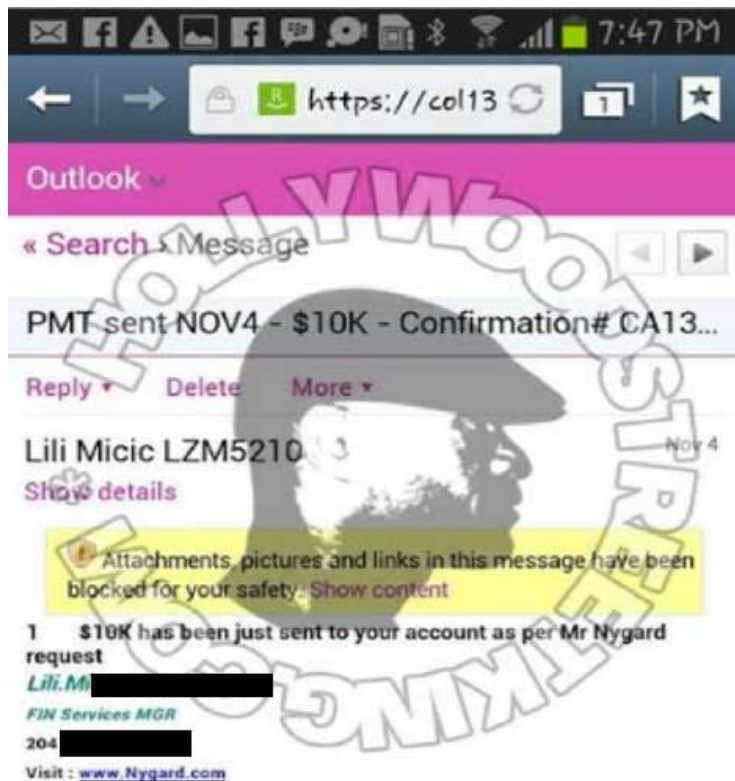 7:47 PM
https://col13
1
Outlook
« Search › Message
PMT sent NOV4 - $10K - Confirmation# CA13...
Reply Delete More
Lili Micic LZM5210
Nov 4
Show details
Attachments, pictures and links in this message have been
blocked for your safety. Show content
1 $10K has been just sent to your account as per Mr Nygard
request
Lili.Mi
FIN Services MGR
204
Visit : www.Nygard.com
* HOLLYWOODSTREETKING.COM